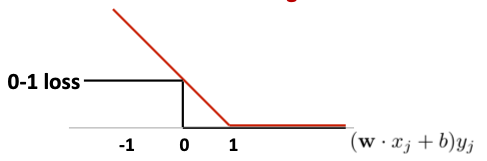 0-1 loss
-1 0 1
(w · x_j + b)y_j